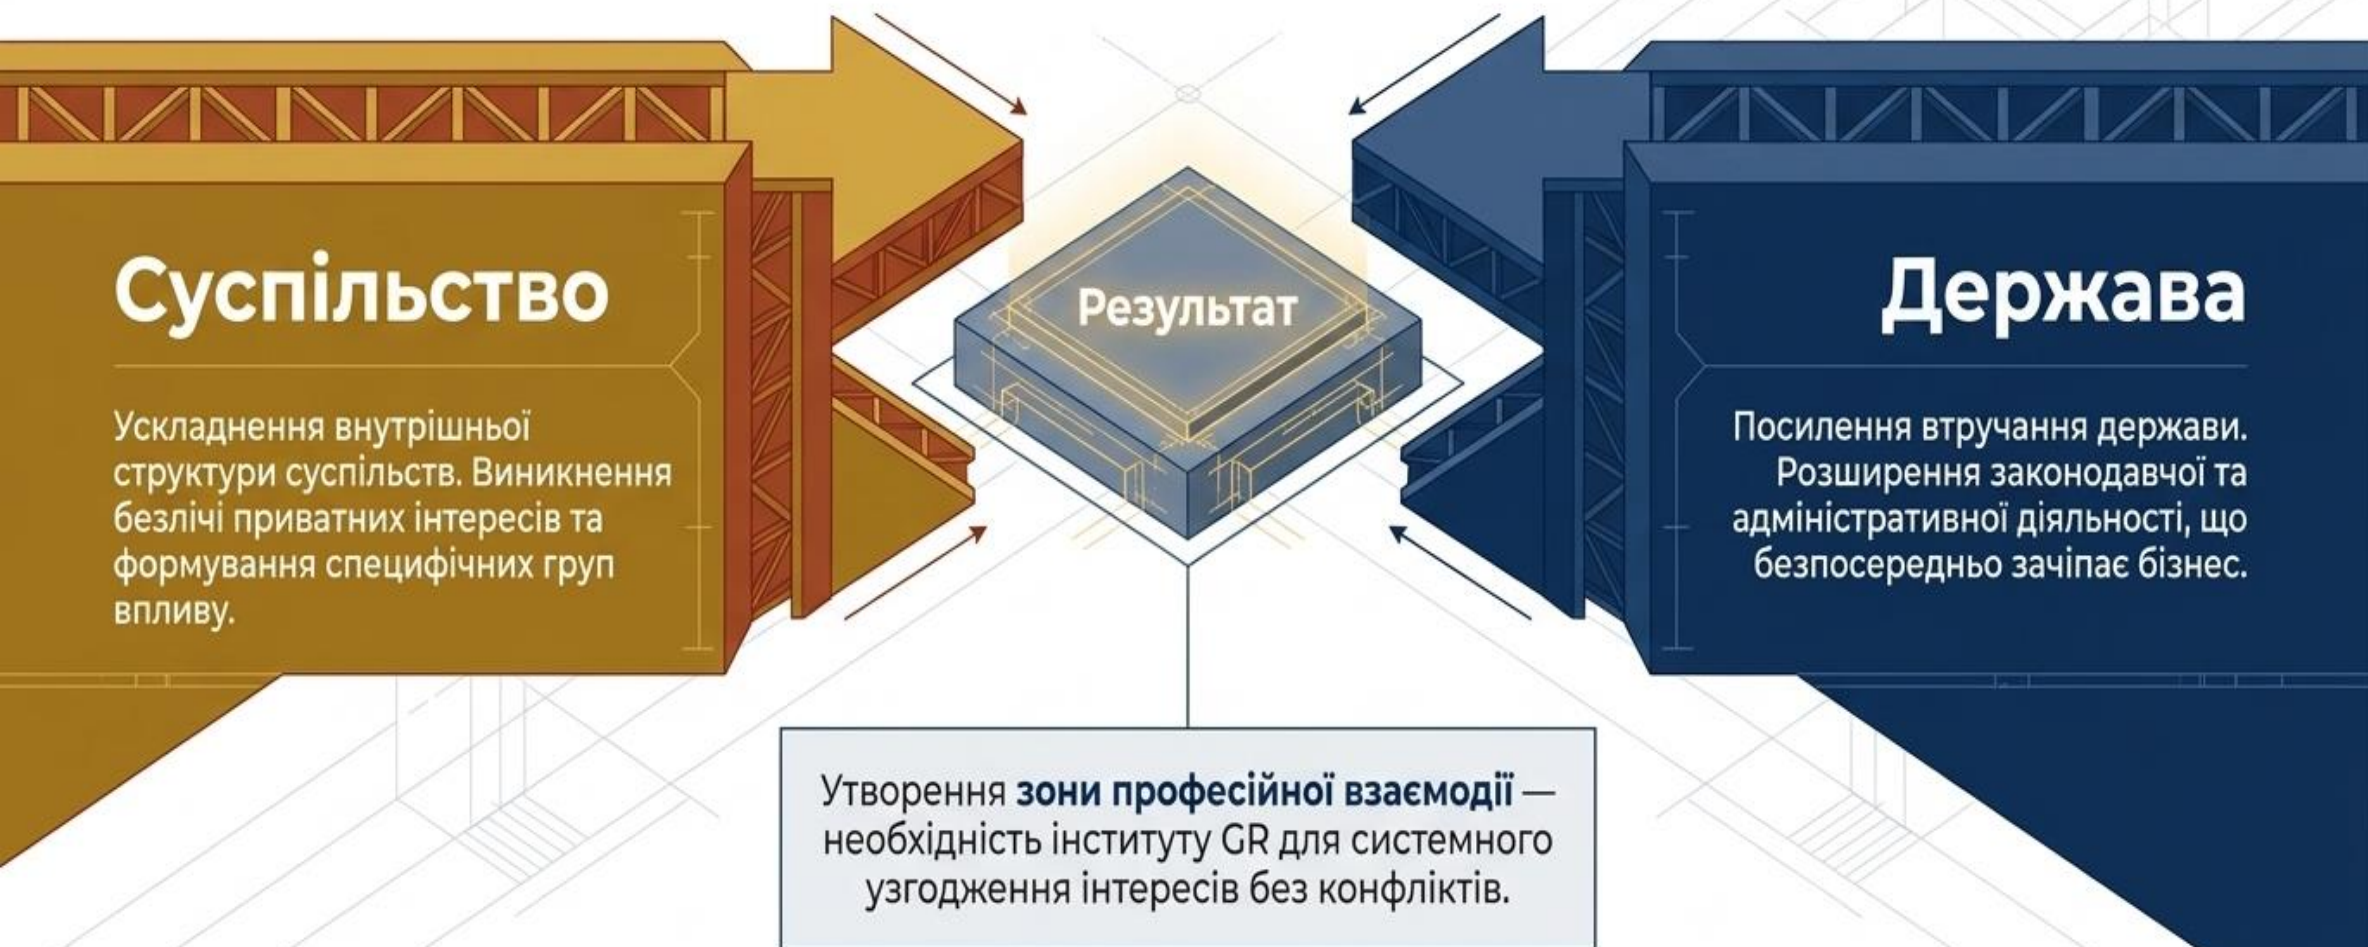 Суспільство
Ускладнення внутрішньої
структури суспільств. Виникнення
безлічі приватних інтересів та
формування специфічних груп
впливу.
Результат
Держава
Посилення втручання держави.
Розширення законодавчої та
адміністративної діяльності, що
безпосередньо зачіпає бізнес.
Утворення зони професійної взаємодії —
необхідність інституту GR для системного
узгодження інтересів без конфліктів.